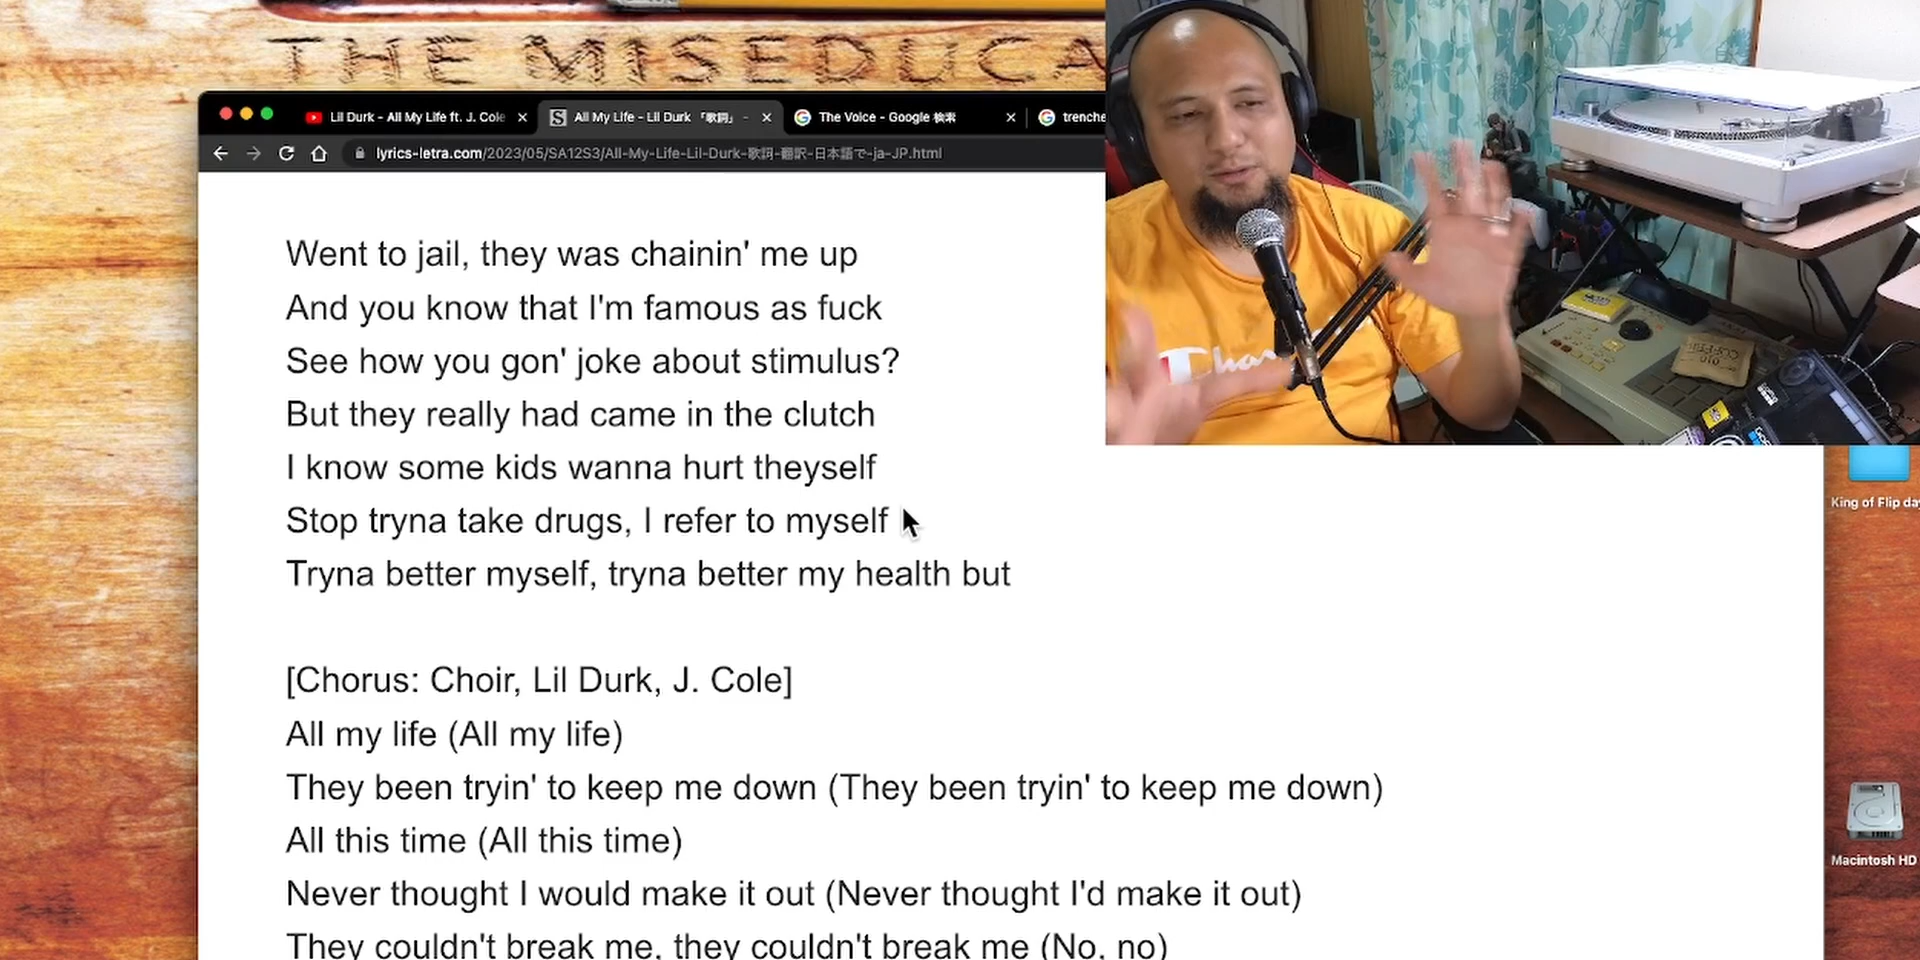 THE MISEDUCA
Lil Durk - All My Life ft. J. Cole
All My Life - Lil Durk 「歌詞」 -
The Voice - Google 検索
trenche
lyrics-letra.com/2023/05/SA12S3/All-My-Life-Lil-Durk-歌詞-翻訳-日本語で-ja-JP.html
Went to jail, they was chainin' me up
And you know that I'm famous as fuck
See how you gon' joke about stimulus?
But they really had came in the clutch
I know some kids wanna hurt theyself
Stop tryna take drugs, I refer to myself
Tryna better myself, tryna better my health but
[Chorus: Choir, Lil Durk, J. Cole]
All my life (All my life)
They been tryin' to keep me down (They been tryin' to keep me down)
All this time (All this time)
Never thought I would make it out (Never thought I'd make it out)
They couldn't break me, they couldn't break me (No, no)
King of Flip da
Macintosh HD